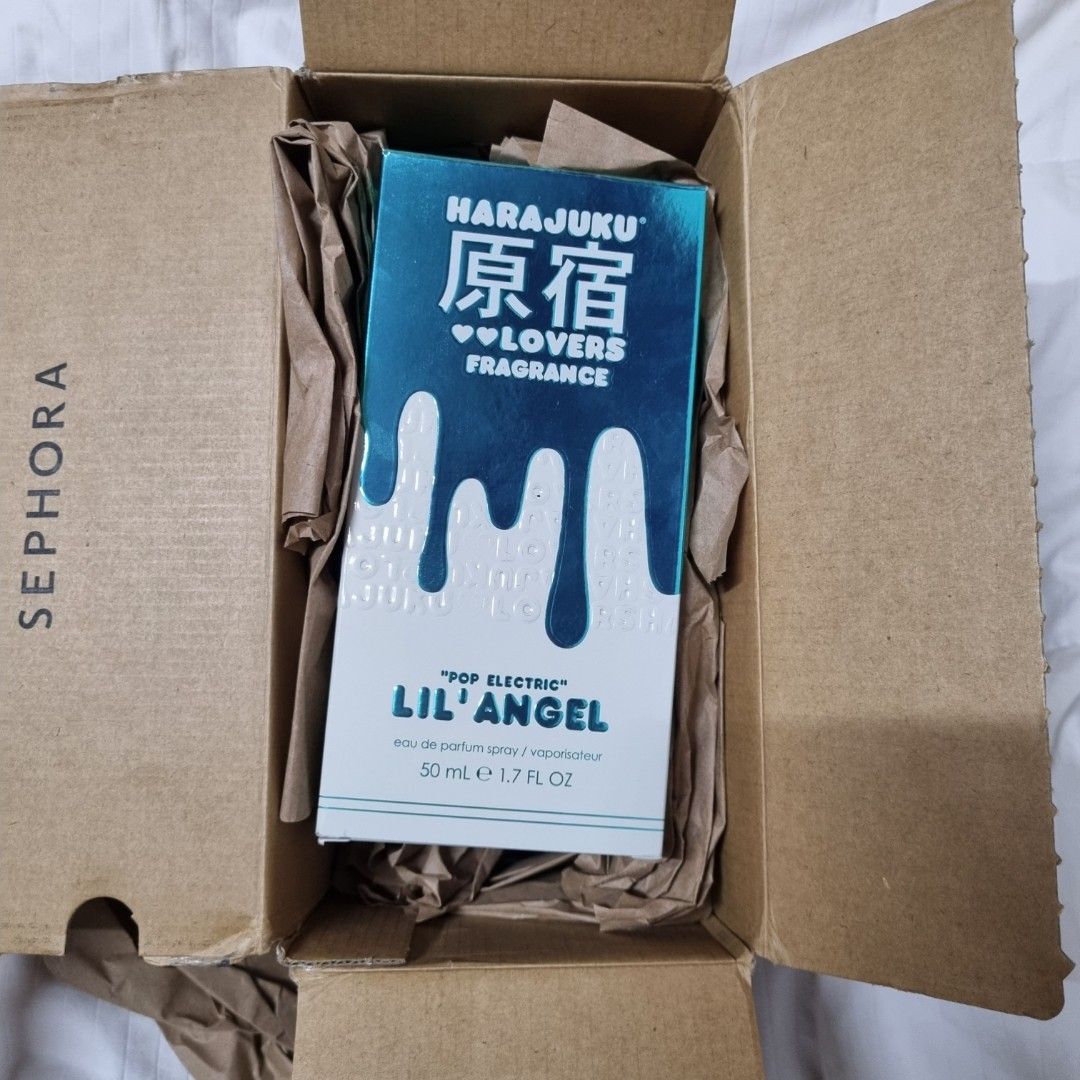 SEPHORA
HARAJUKU®
原宿
♥♥LOVERS
FRAGRANCE
"POP ELECTRIC"
LIL' ANGEL
eau de parfum spray / vaporisateur
50 mL ℮ 1.7 FL OZ